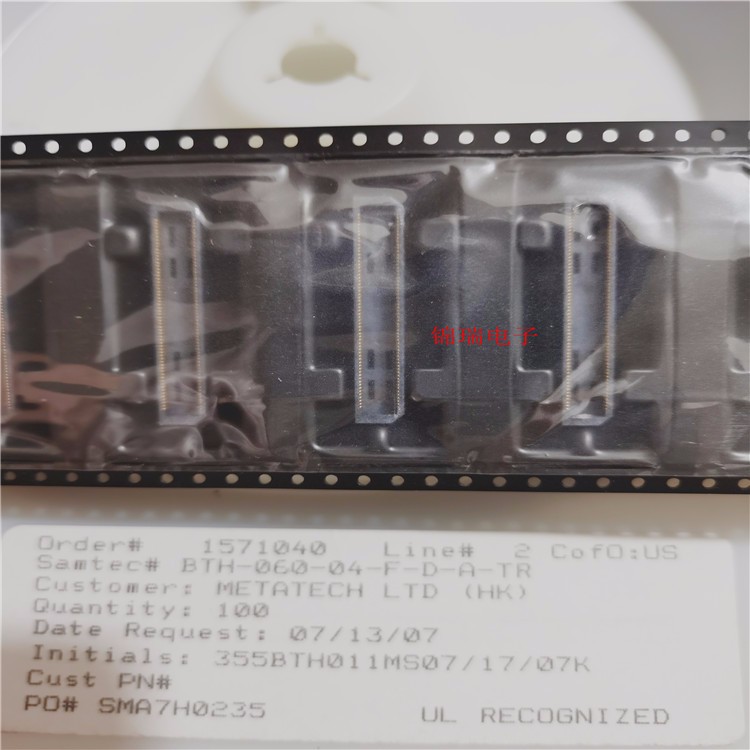 锦瑞电子
Order# 1571040 Line# 2 CofO:US
Samtec# BTH-060-04-F-D-A-TR
Customer: METATECH LTD (HK)
Quantity: 100
Date Request: 07/13/07
Initials: 355BTH011MS07/17/07K
Cust PN#
PO# SMA7H0235 UL RECOGNIZED